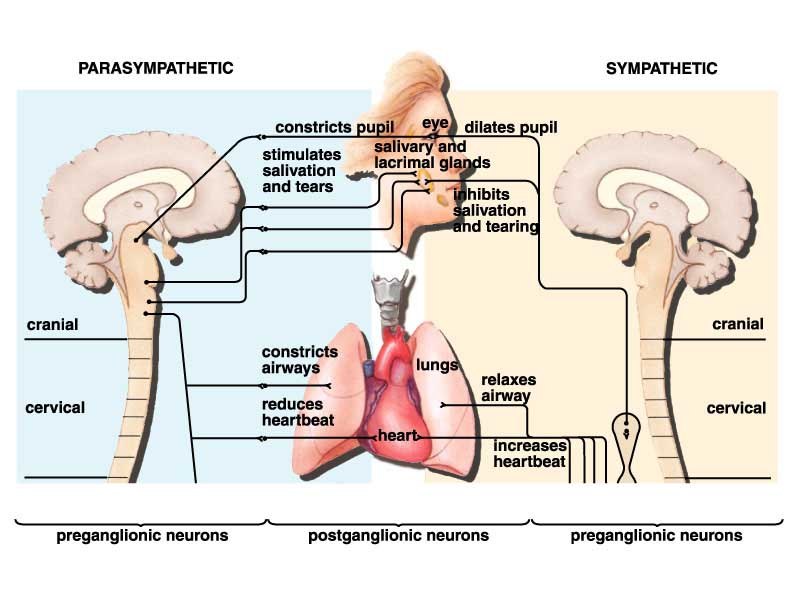 PARASYMPATHETIC
SYMPATHETIC
constricts pupil
eye
dilates pupil
stimulates
salivation
and tears
salivary and
lacrimal glands
inhibits
salivation
and tearing
cranial
cranial
constricts
airways
lungs
relaxes
airway
cervical
reduces
heartbeat
heart
cervical
increases
heartbeat
preganglionic neurons
postganglionic neurons
preganglionic neurons